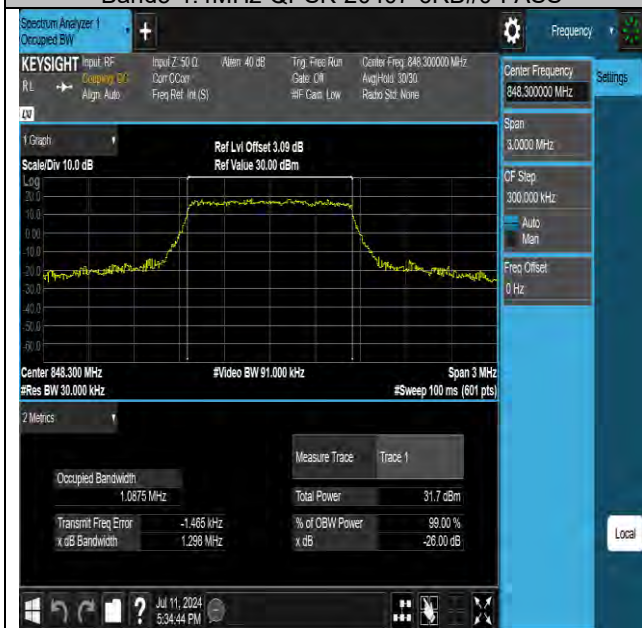 Spectrum Analyzer 1
Occupied BW
+
Frequency
KEYSIGHT
Input: RF
Coupling: DC
Align: Auto
Input Z: 50 Ω
Corr CCorr
Freq Ref: Int (S)
Atten: 40 dB
Trig: Free Run
Gate: Off
#IF Gain: Low
Center Freq: 848.300000 MHz
Avg|Hold: 30/30
Radio Std: None
RL
LXI
Center Frequency
848.300000 MHz
Settings
Span
3.0000 MHz
CF Step
300.000 kHz
Auto
Man
Freq Offset
0 Hz
1 Graph
Scale/Div 10.0 dB
Ref Lvl Offset 3.09 dB
Ref Value 30.00 dBm
Log
20.0
10.0
0.00
-10.0
-20.0
-30.0
-40.0
-50.0
-60.0
Center 848.300 MHz
#Video BW 91.000 kHz
Span 3 MHz
#Res BW 30.000 kHz
#Sweep 100 ms (601 pts)
2 Metrics
Measure Trace
Trace 1
Occupied Bandwidth
1.0875 MHz
Total Power
31.7 dBm
Transmit Freq Error
-1.465 kHz
% of OBW Power
99.00 %
x dB Bandwidth
1.298 MHz
x dB
-26.00 dB
Local
?
Jul 11, 2024
5:34:44 PM